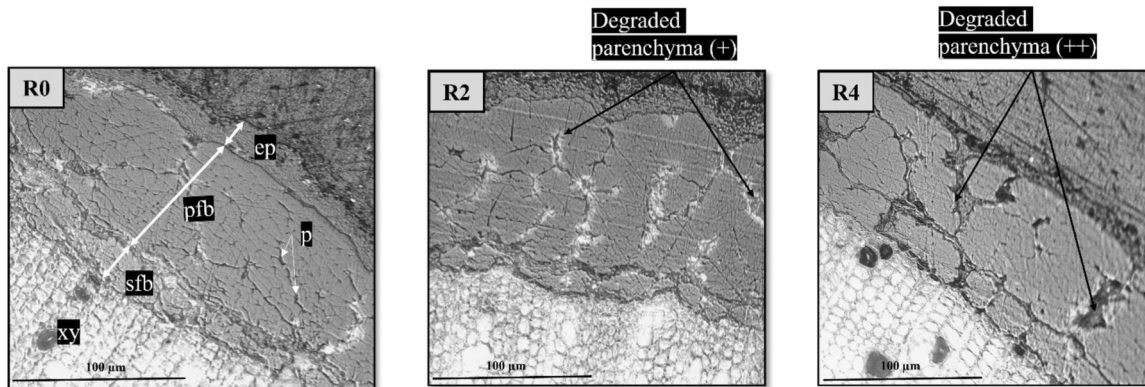 Degraded
parenchyma (+)
Degraded
parenchyma (++)
R0
ep
pfb
p
sfb
xy
100 µm
R2
100 µm
R4
100 µm